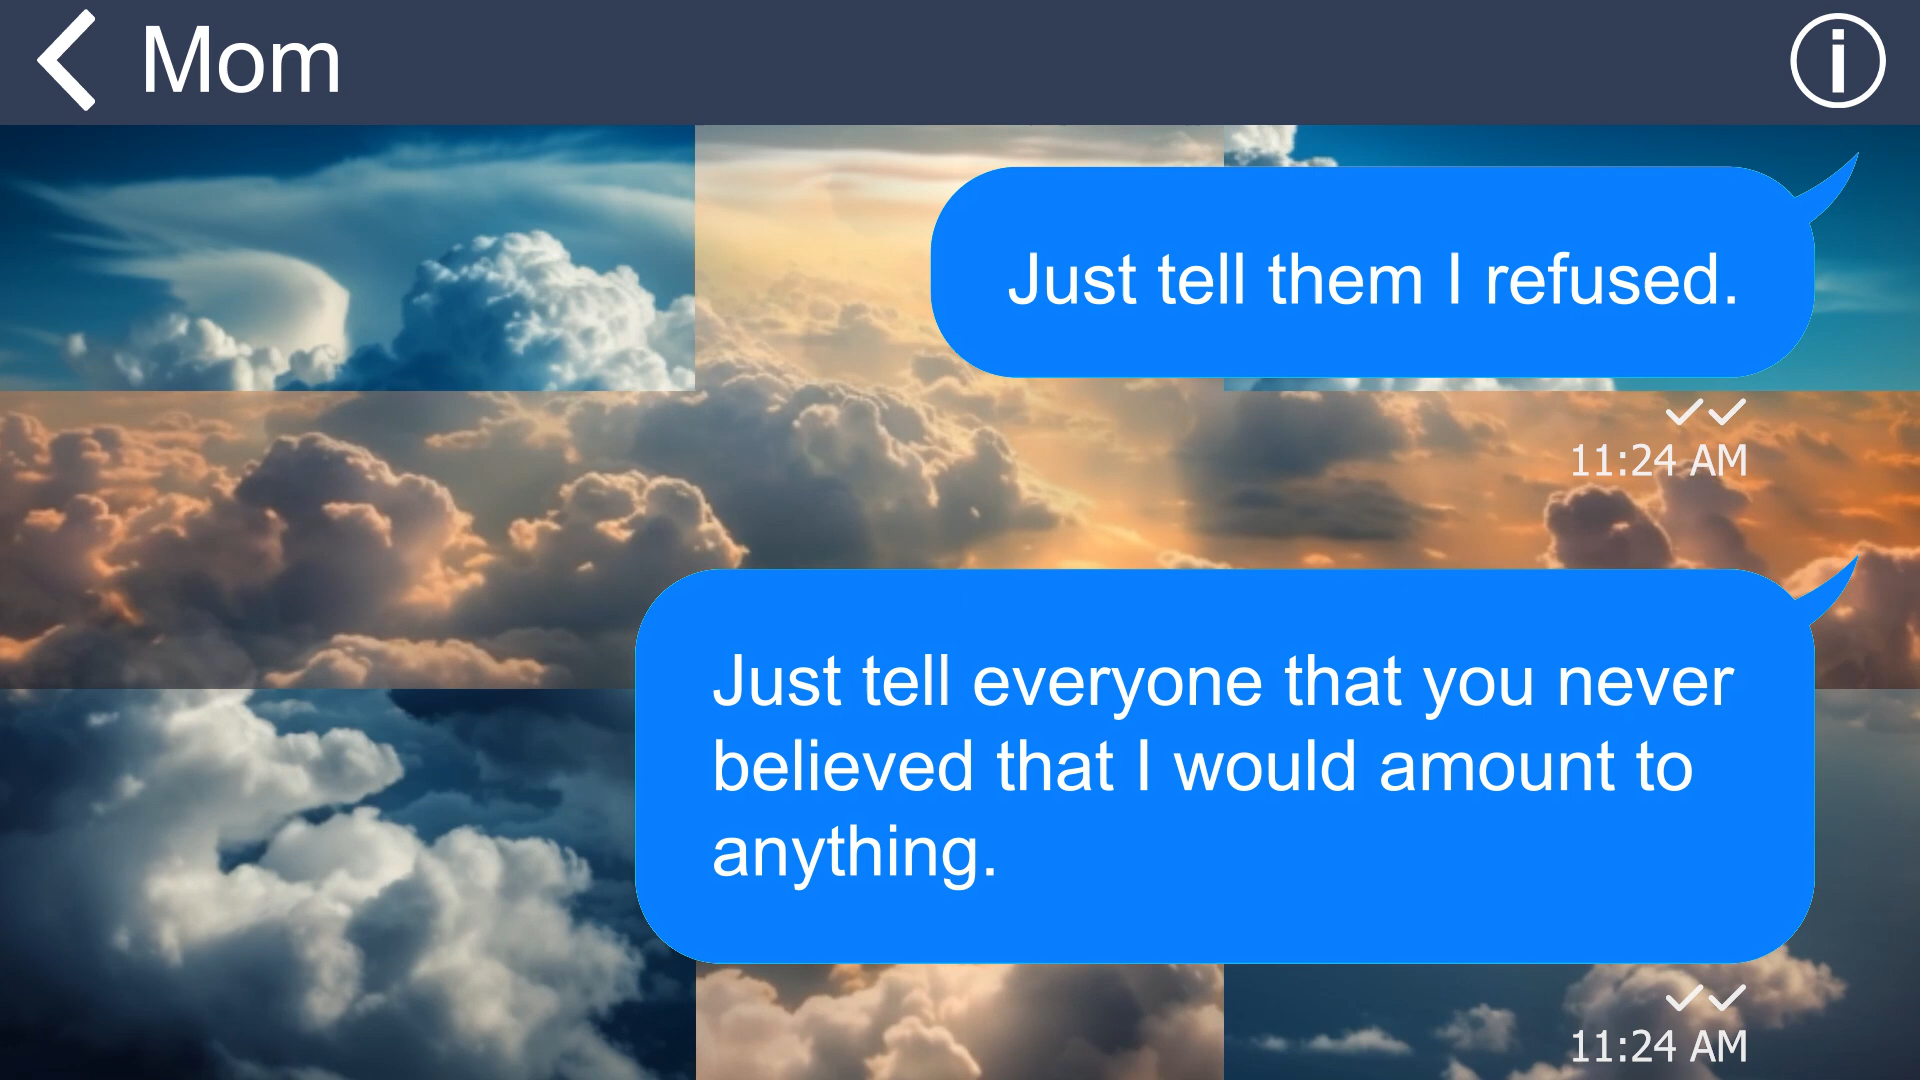 Mom
Just tell them I refused.
11:24 AM
Just tell everyone that you never
believed that I would amount to
anything.
11:24 AM